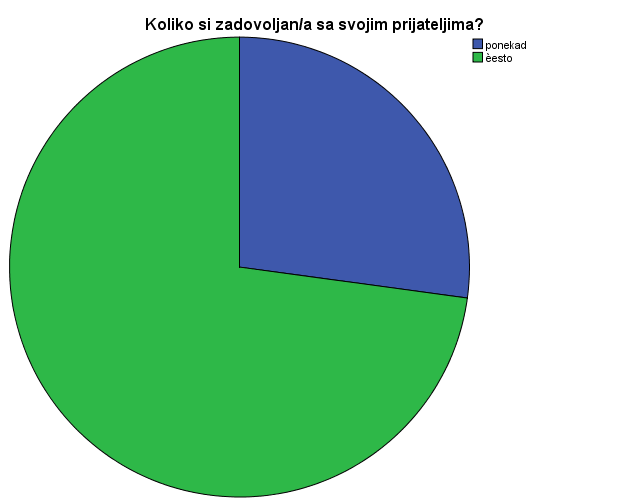 Koliko si zadovoljan/a sa svojim prijateljima?
ponekad
èesto